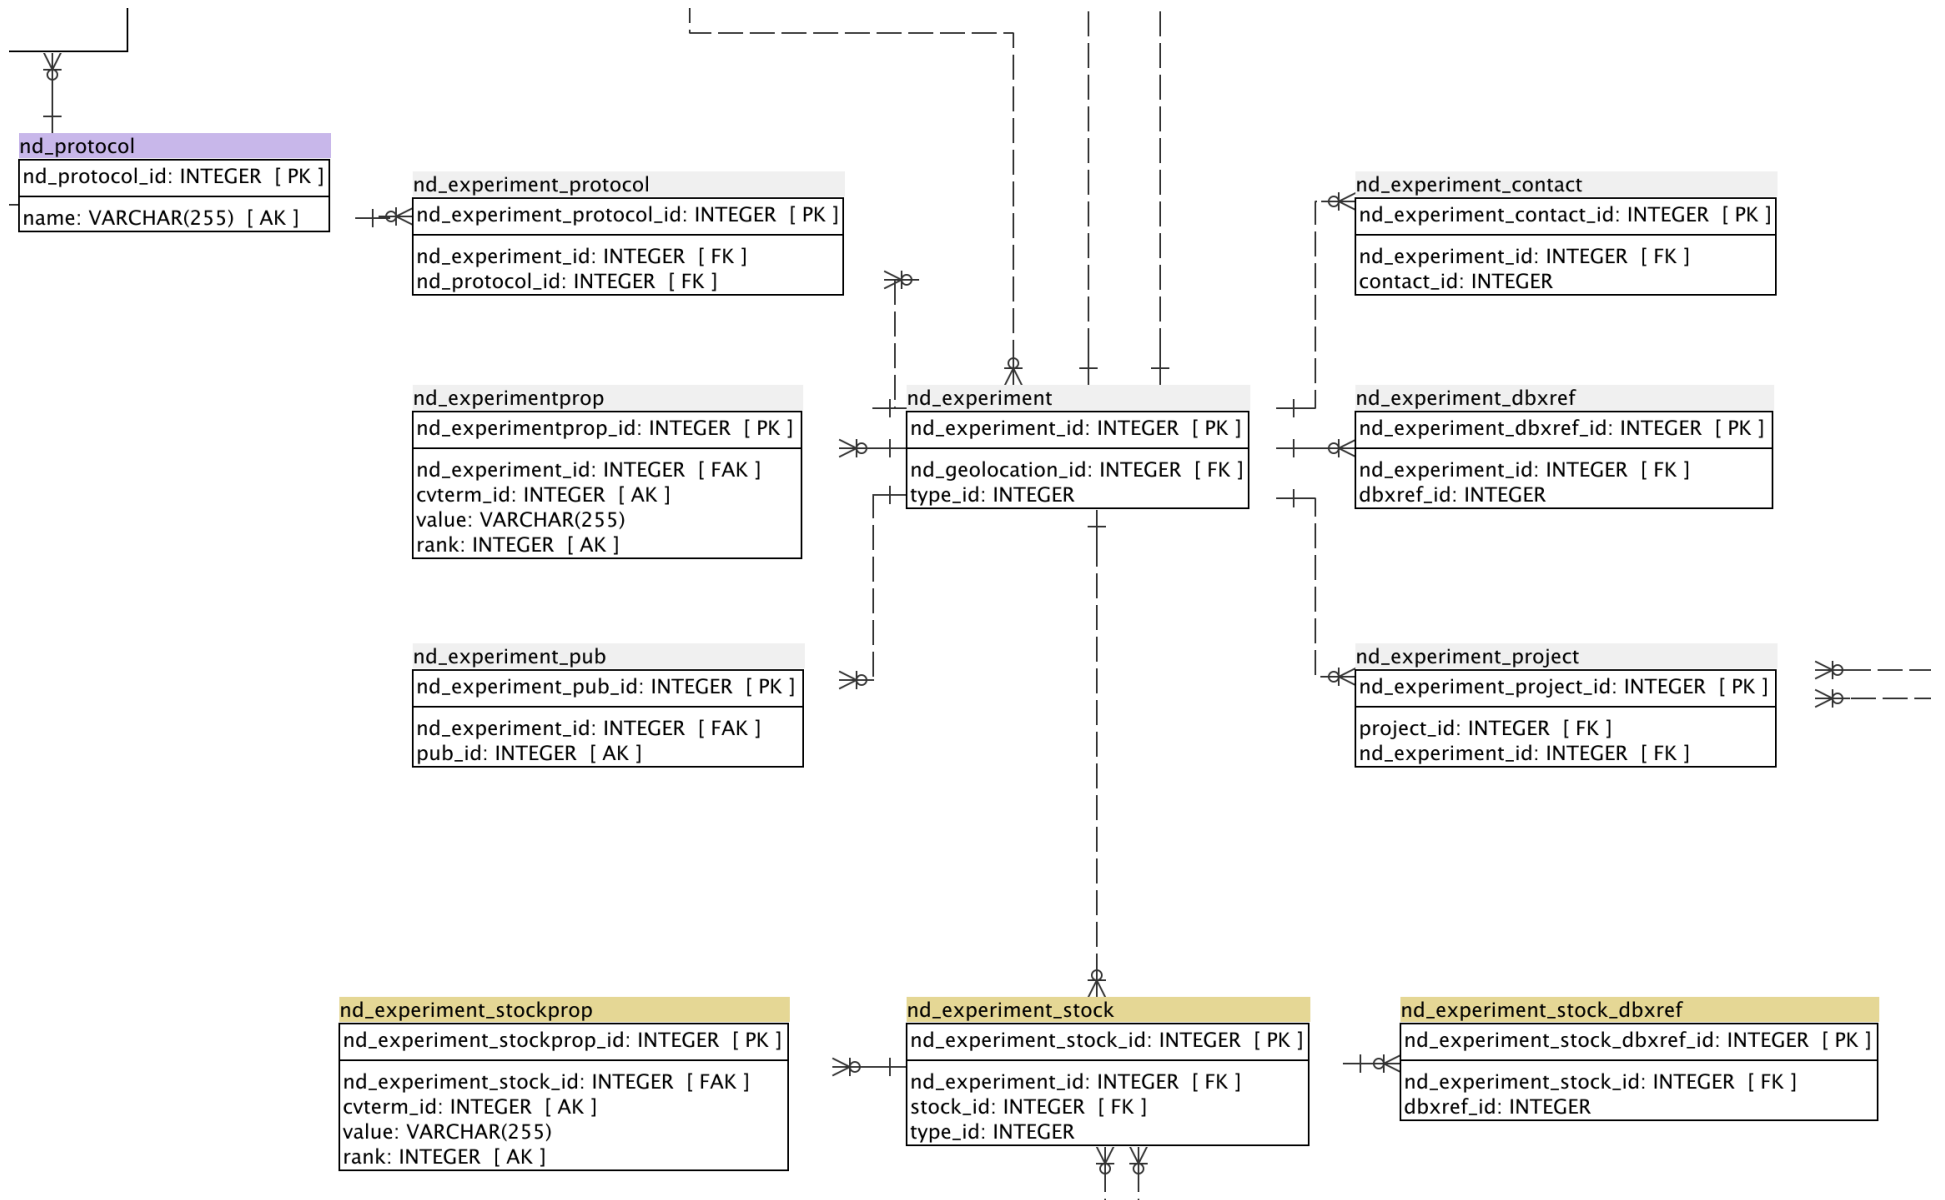 nd_protocol
nd_protocol_id: INTEGER [ PK ]
name: VARCHAR(255) [ AK ]
nd_experiment_protocol
nd_experiment_protocol_id: INTEGER [ PK ]
nd_experiment_id: INTEGER [ FK ]
nd_protocol_id: INTEGER [ FK ]
nd_experiment_contact
nd_experiment_contact_id: INTEGER [ PK ]
nd_experiment_id: INTEGER [ FK ]
contact_id: INTEGER
nd_experimentprop
nd_experimentprop_id: INTEGER [ PK ]
nd_experiment_id: INTEGER [ FAK ]
cvterm_id: INTEGER [ AK ]
value: VARCHAR(255)
rank: INTEGER [ AK ]
nd_experiment
nd_experiment_id: INTEGER [ PK ]
nd_geolocation_id: INTEGER [ FK ]
type_id: INTEGER
nd_experiment_dbxref
nd_experiment_dbxref_id: INTEGER [ PK ]
nd_experiment_id: INTEGER [ FK ]
dbxref_id: INTEGER
nd_experiment_pub
nd_experiment_pub_id: INTEGER [ PK ]
nd_experiment_id: INTEGER [ FAK ]
pub_id: INTEGER [ AK ]
nd_experiment_project
nd_experiment_project_id: INTEGER [ PK ]
project_id: INTEGER [ FK ]
nd_experiment_id: INTEGER [ FK ]
nd_experiment_stockprop
nd_experiment_stockprop_id: INTEGER [ PK ]
nd_experiment_stock_id: INTEGER [ FAK ]
cvterm_id: INTEGER [ AK ]
value: VARCHAR(255)
rank: INTEGER [ AK ]
nd_experiment_stock
nd_experiment_stock_id: INTEGER [ PK ]
nd_experiment_id: INTEGER [ FK ]
stock_id: INTEGER [ FK ]
type_id: INTEGER
nd_experiment_stock_dbxref
nd_experiment_stock_dbxref_id: INTEGER [ PK ]
nd_experiment_stock_id: INTEGER [ FK ]
dbxref_id: INTEGER